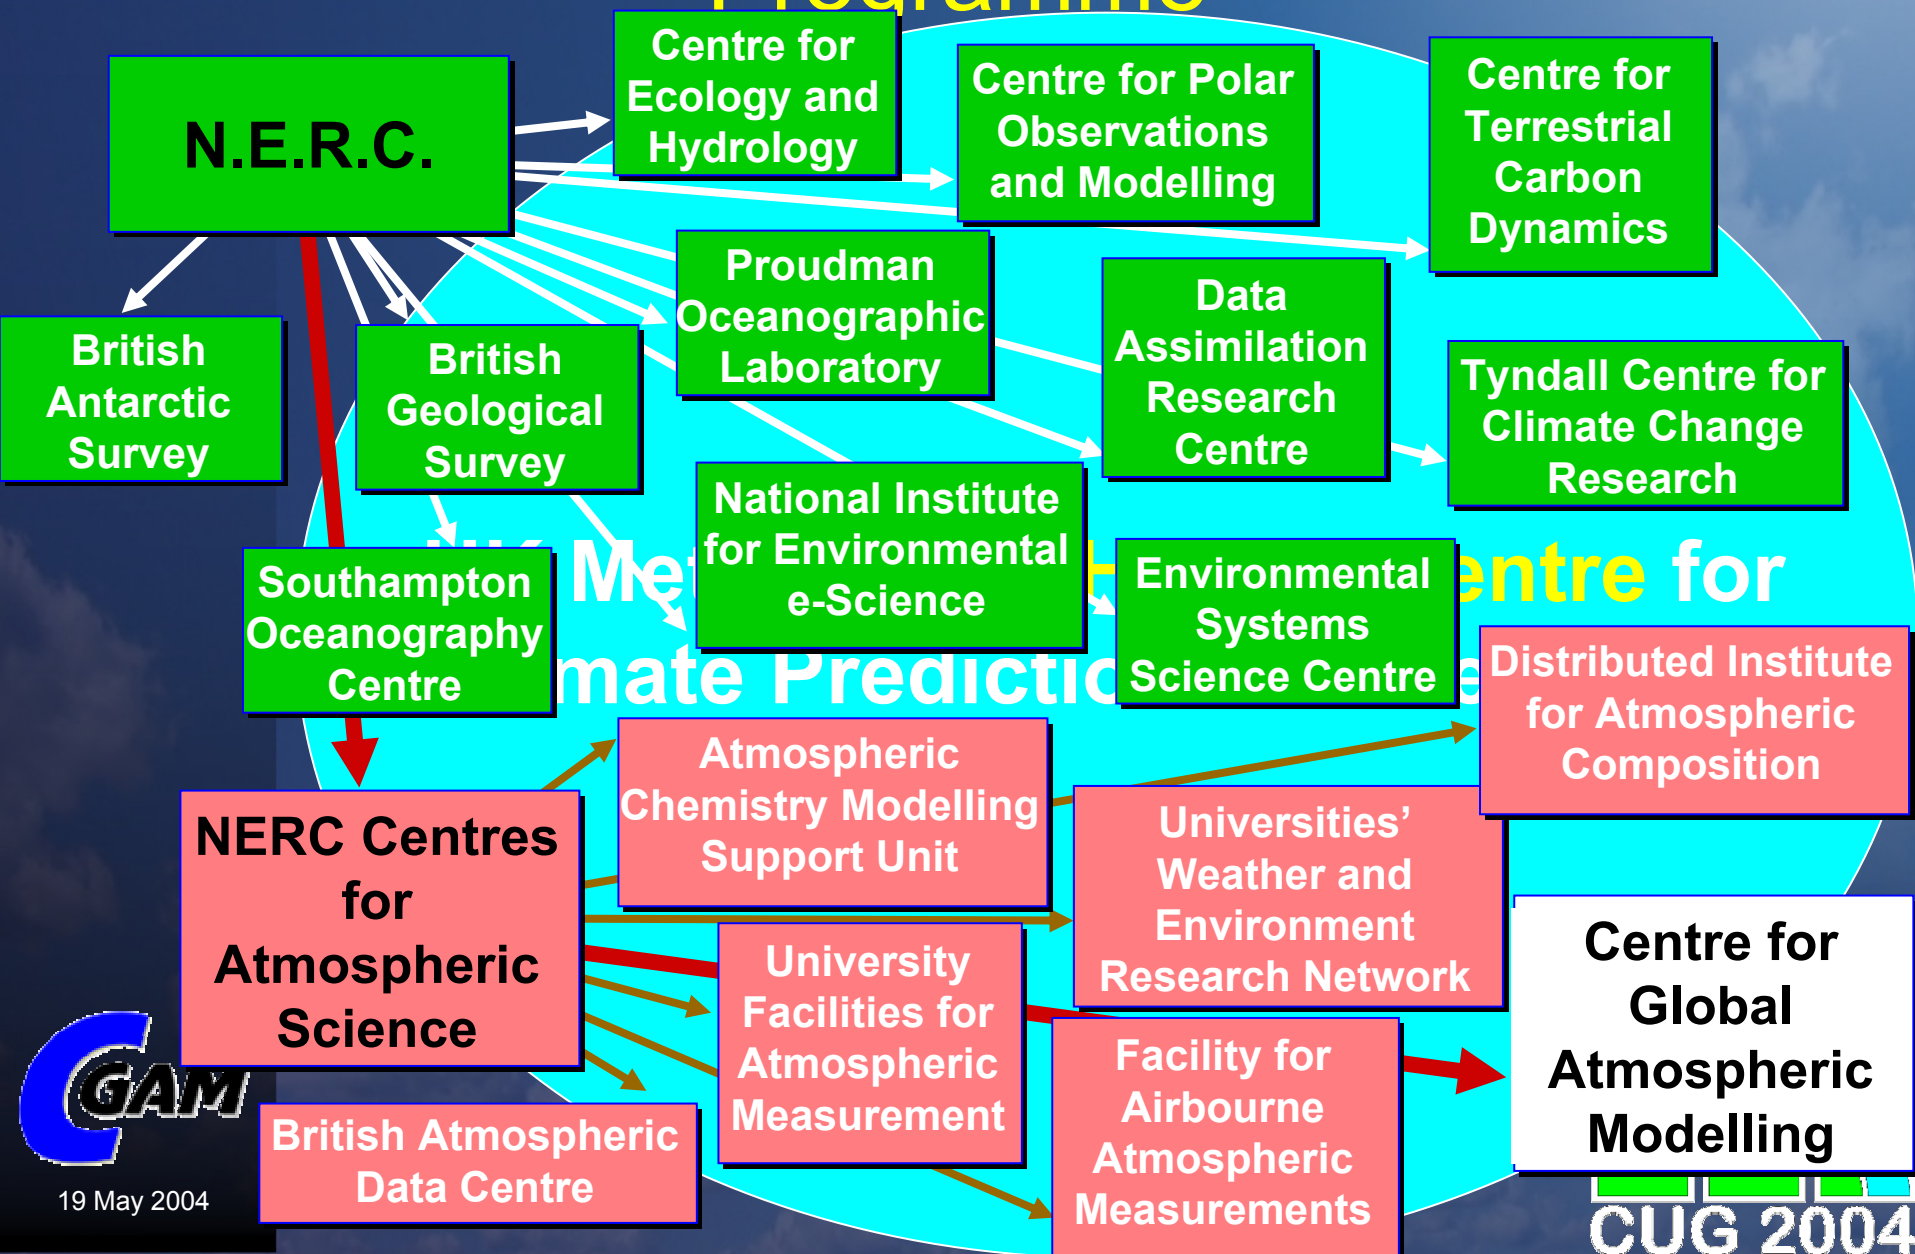 Programme
N.E.R.C.
Centre for
Ecology and
Hydrology
Centre for Polar
Observations
and Modelling
Centre for
Terrestrial
Carbon
Dynamics
British
Antarctic
Survey
British
Geological
Survey
Proudman
Oceanographic
Laboratory
Data
Assimilation
Research
Centre
Tyndall Centre for
Climate Change
Research
National Institute
for Environmental
e-Science
Southampton
Oceanography
Centre
Environmental
Systems
Science Centre
UK Met
for
Distributed Institute
for Atmospheric
Composition
Atmospheric
Chemistry Modelling
Support Unit
Universities’
Weather and
Environment
Research Network
NERC Centres
for
Atmospheric
Science
University
Facilities for
Atmospheric
Measurement
Centre for
Global
Atmospheric
Modelling
Facility for
Airbourne
Atmospheric
Measurements
British Atmospheric
Data Centre
CGAM
19 May 2004
CUG 2004